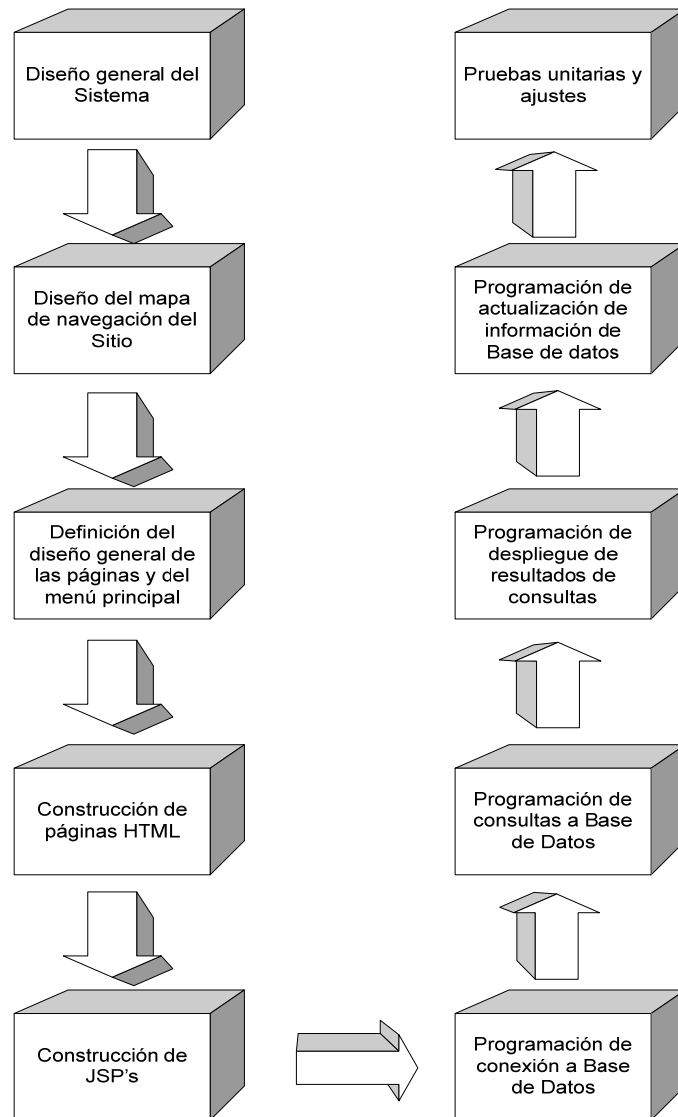 Diseño general del
Sistema
Diseño del mapa
de navegación del
Sitio
Definición del
diseño general de
las páginas y del
menú principal
Construcción de
páginas HTML
Construcción de
JSP's
Programación de
conexión a Base
de Datos
Programación de
consultas a Base
de Datos
Programación de
despliegue de
resultados de
consultas
Programación de
actualización de
información de
Base de datos
Pruebas unitarias y
ajustes